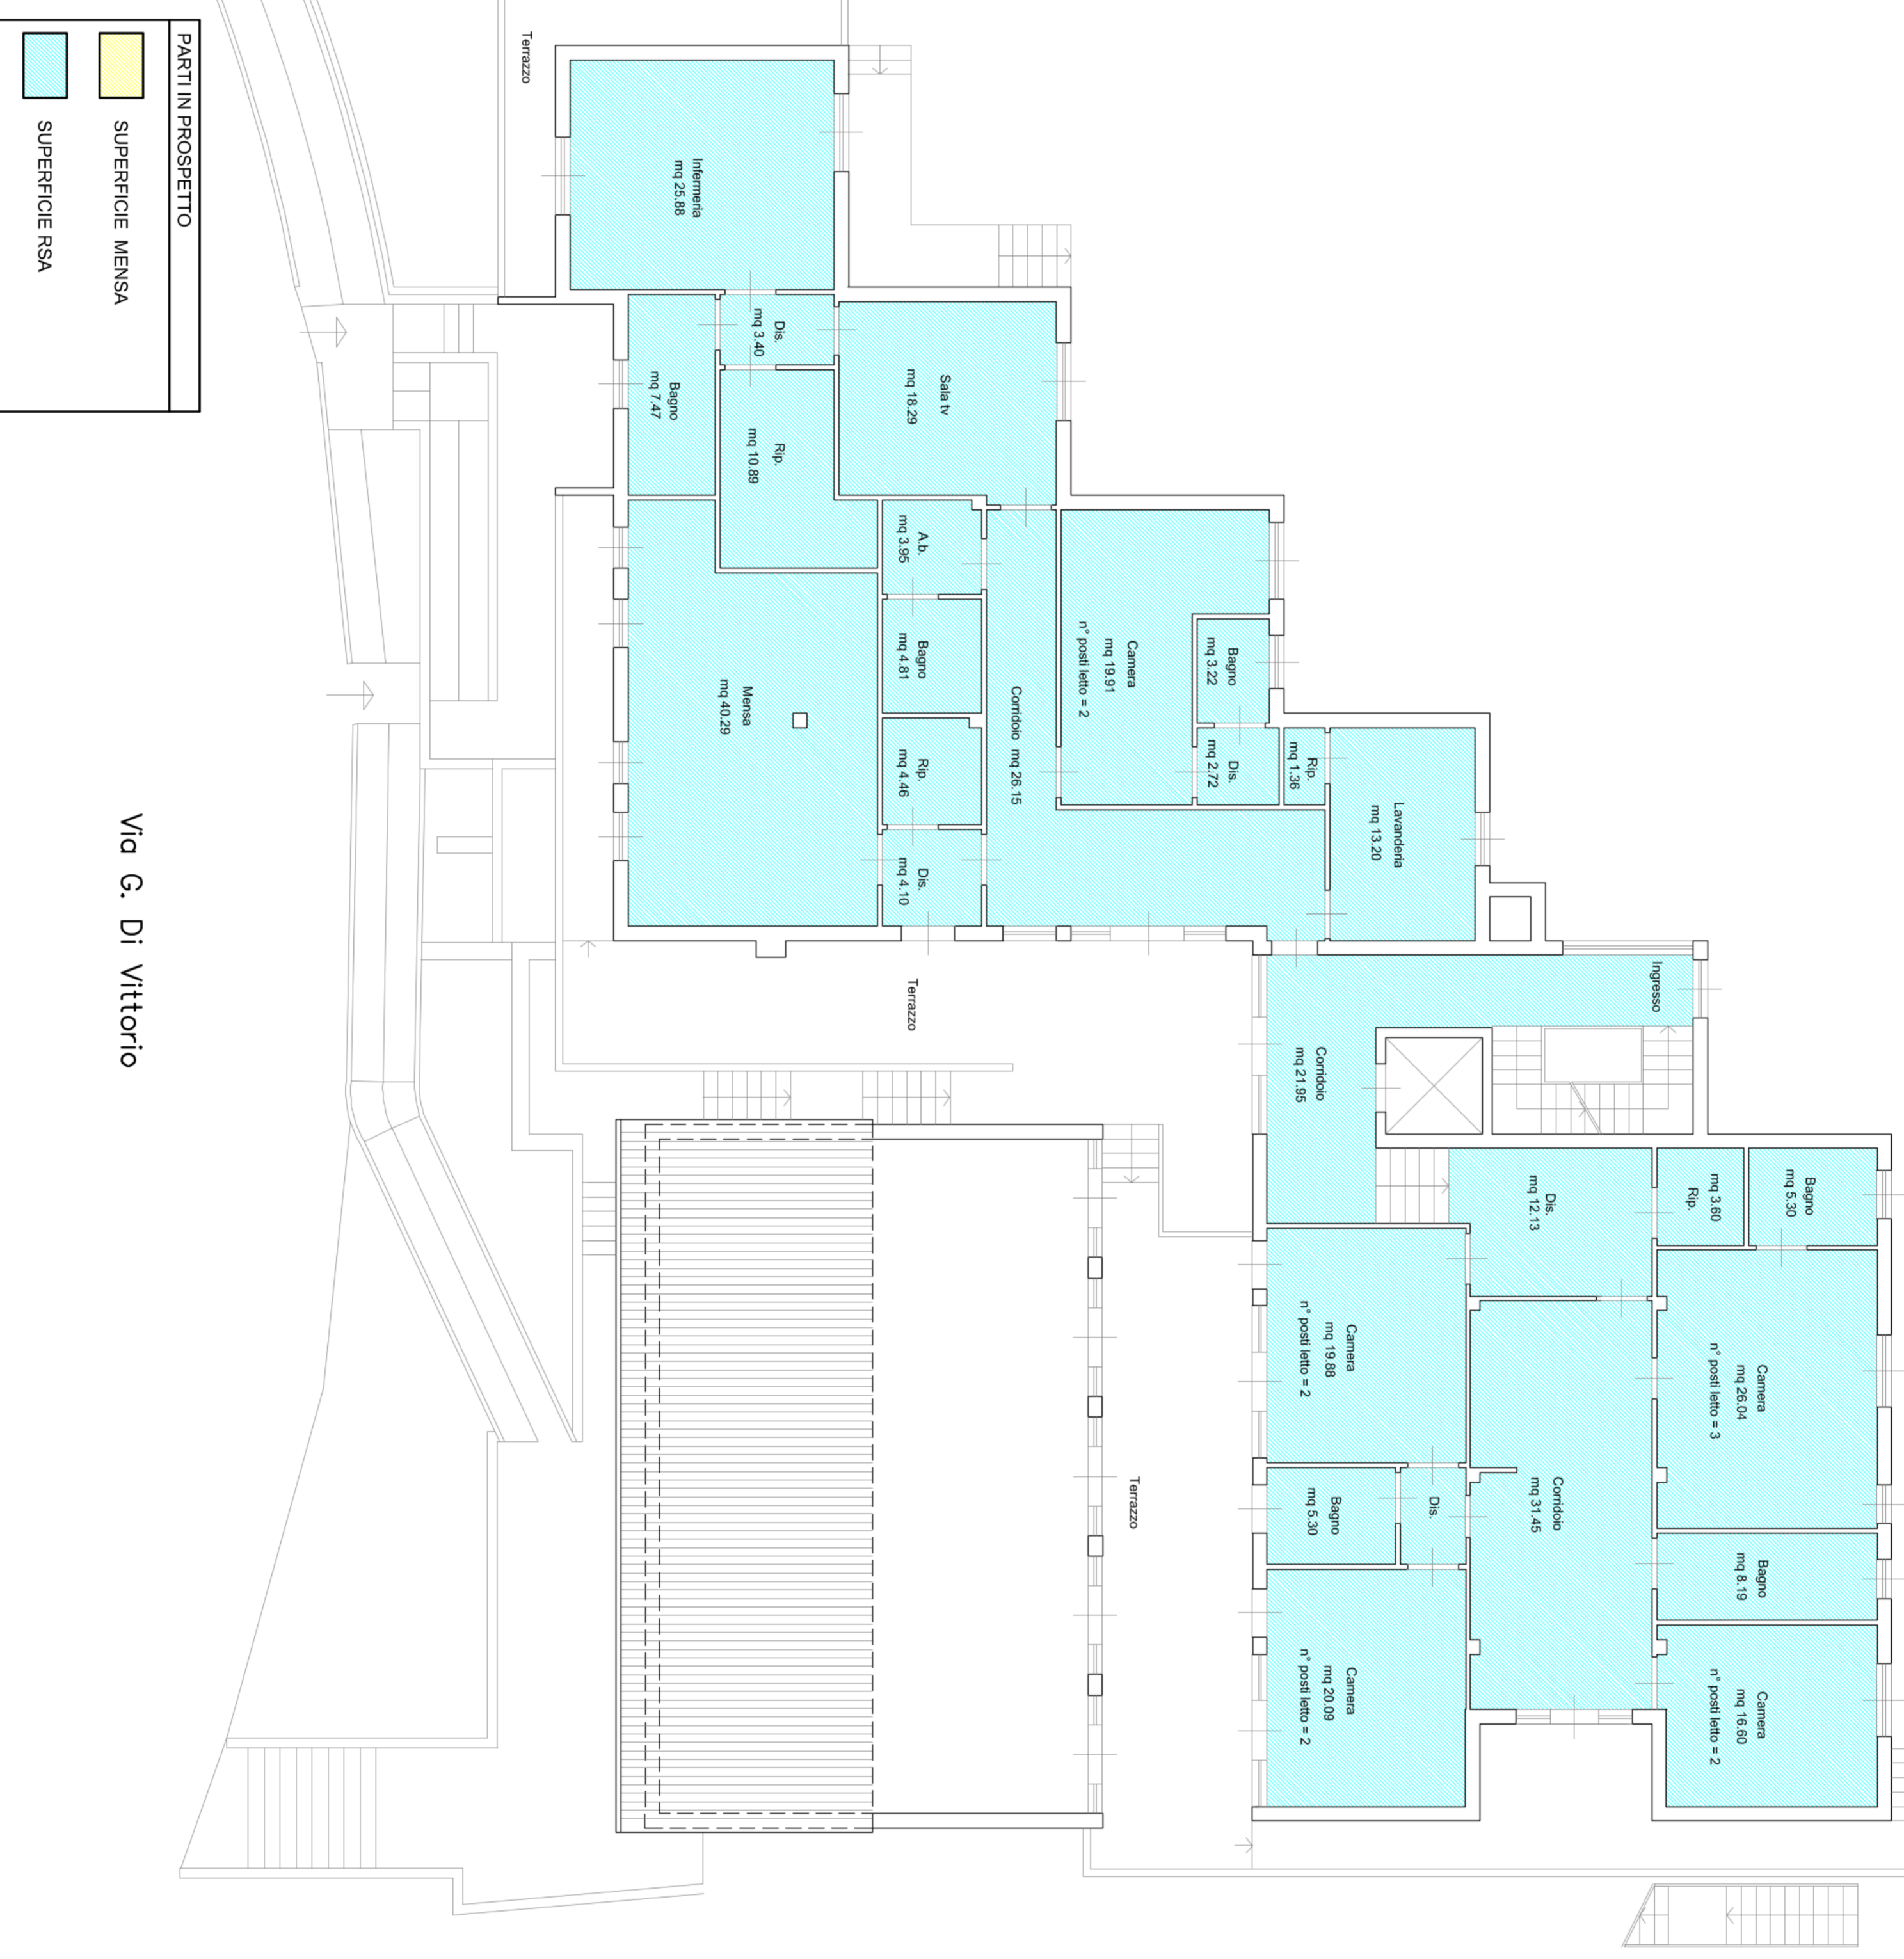 PARTI IN PROSPETTO
SUPERFICIE MENSA
SUPERFICIE RSA
Via G. Di Vittorio
Terrazzo
Infermeria
mq 25.88
Dis.
mq 3.40
Bagno
mq 7.47
Rip.
mq 10.89
Sala tv
mq 18.29
A.b.
mq 3.95
Bagno
mq 4.81
Rip.
mq 4.46
Dis.
mq 4.10
Mensa
mq 40.29
Corridoio mq 26.15
Camera
mq 19.91
n° posti letto = 2
Bagno
mq 3.22
Dis.
mq 2.72
Rip.
mq 1.36
Lavanderia
mq 13.20
Terrazzo
Ingresso
Corridoio
mq 21.95
Dis.
mq 12.13
mq 3.60
Rip.
Bagno
mq 5.30
Camera
mq 26.04
n° posti letto = 3
Camera
mq 19.88
n° posti letto = 2
Corridoio
mq 31.45
Dis.
Bagno
mq 5.30
Bagno
mq 8.19
Camera
mq 16.60
n° posti letto = 2
Camera
mq 20.09
n° posti letto = 2
Terrazzo